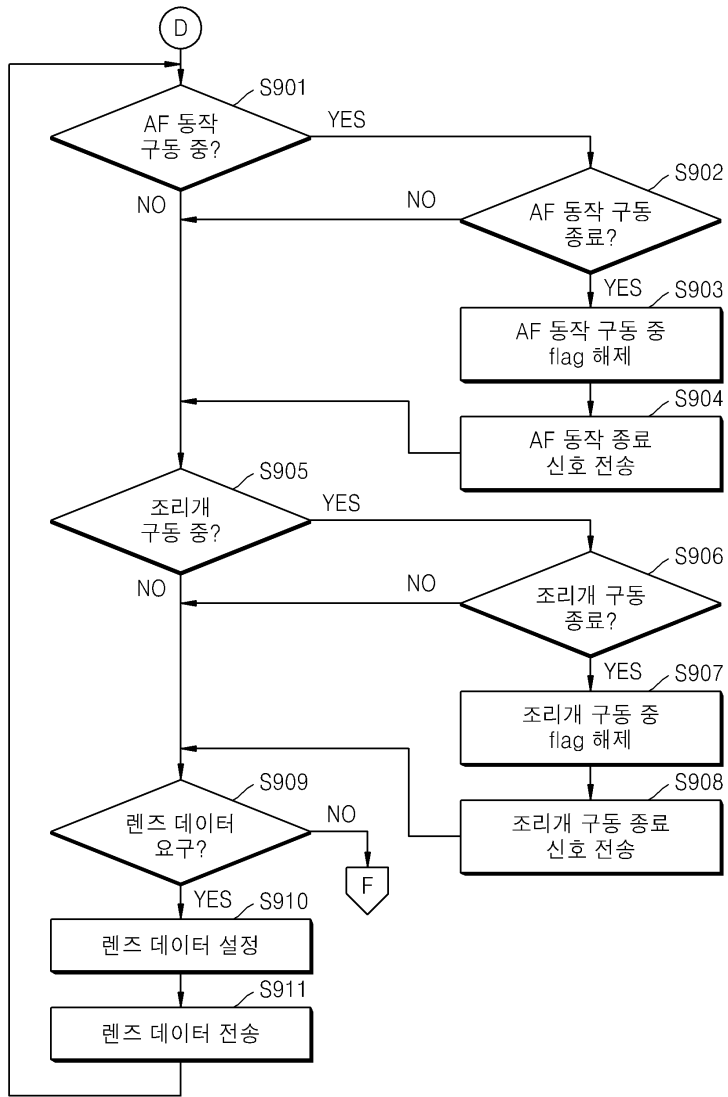 D
S901
AF 동작
구동 중?
YES
NO
S902
AF 동작 구동
종료?
NO
YES
S903
AF 동작 구동 중
flag 해제
S904
AF 동작 종료
신호 전송
S905
조리개
구동 중?
YES
NO
S906
조리개 구동
종료?
NO
YES
S907
조리개 구동 중
flag 해제
S908
조리개 구동 종료
신호 전송
S909
렌즈 데이터
요구?
NO
F
YES
S910
렌즈 데이터 설정
S911
렌즈 데이터 전송